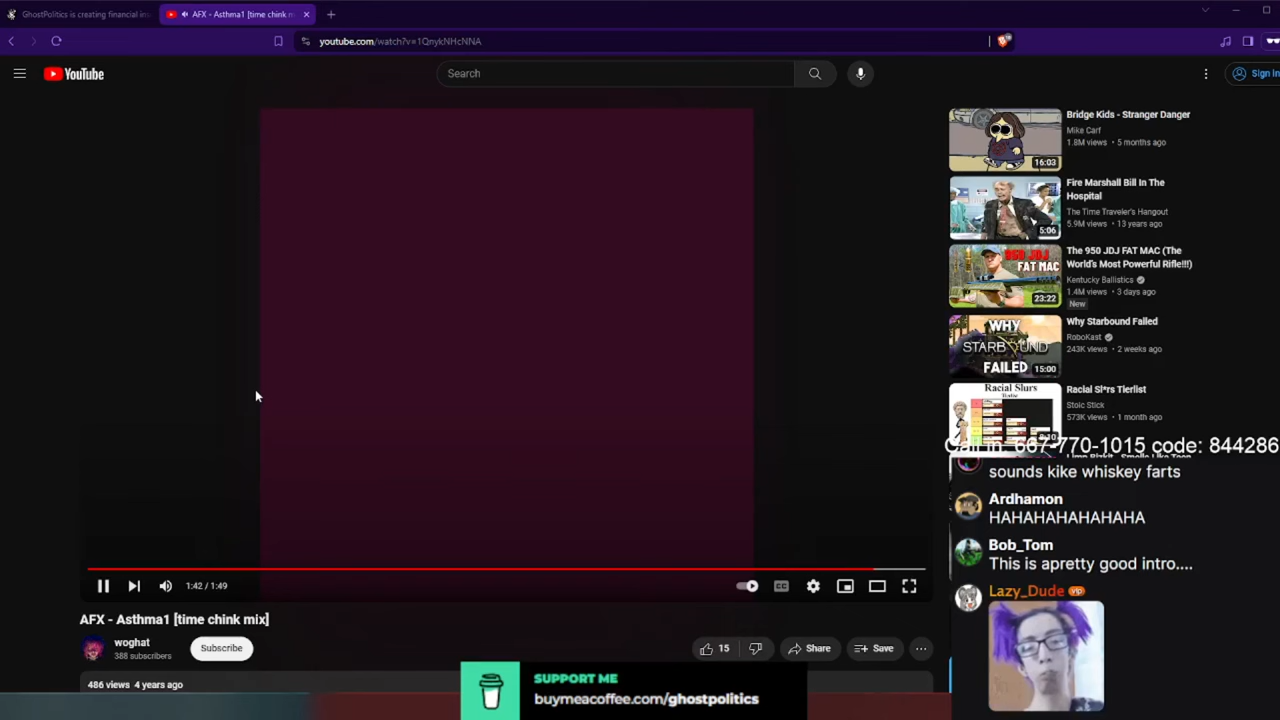 GhostPolitics is creating financial ins
AFX - Asthma1 [time chink m
youtube.com/watch?v=1QnykNHcNNA
YouTube
Search
Sign in
Bridge Kids - Stranger Danger
Mike Carf
1.8M views • 5 months ago
16:03
Fire Marshall Bill In The
Hospital
The Time Traveler's Hangout
5.9M views • 13 years ago
5:06
The 950 JDJ FAT MAC (The
World's Most Powerful Rifle!!!)
Kentucky Ballistics
1.4M views • 3 days ago
New
950 JDJ
FAT MAC
23:22
Why Starbound Failed
RoboKast
243K views • 2 weeks ago
WHY
STARBOUND
FAILED
15:00
Racial Sl*rs Tierlist
Stoic Stick
573K views • 1 month ago
Racial Slurs
Call in: 667-770-1015 code: 844286
sounds kike whiskey farts
Ardhamon
HAHAHAHAHAHAHA
Bob_Tom
This is apretty good intro....
Lazy_Dude VIP
1:42 / 1:49
CC
AFX - Asthma1 [time chink mix]
woghat
388 subscribers
Subscribe
15
Share
Save
486 views 4 years ago
SUPPORT ME
buymeacoffee.com/ghostpolitics